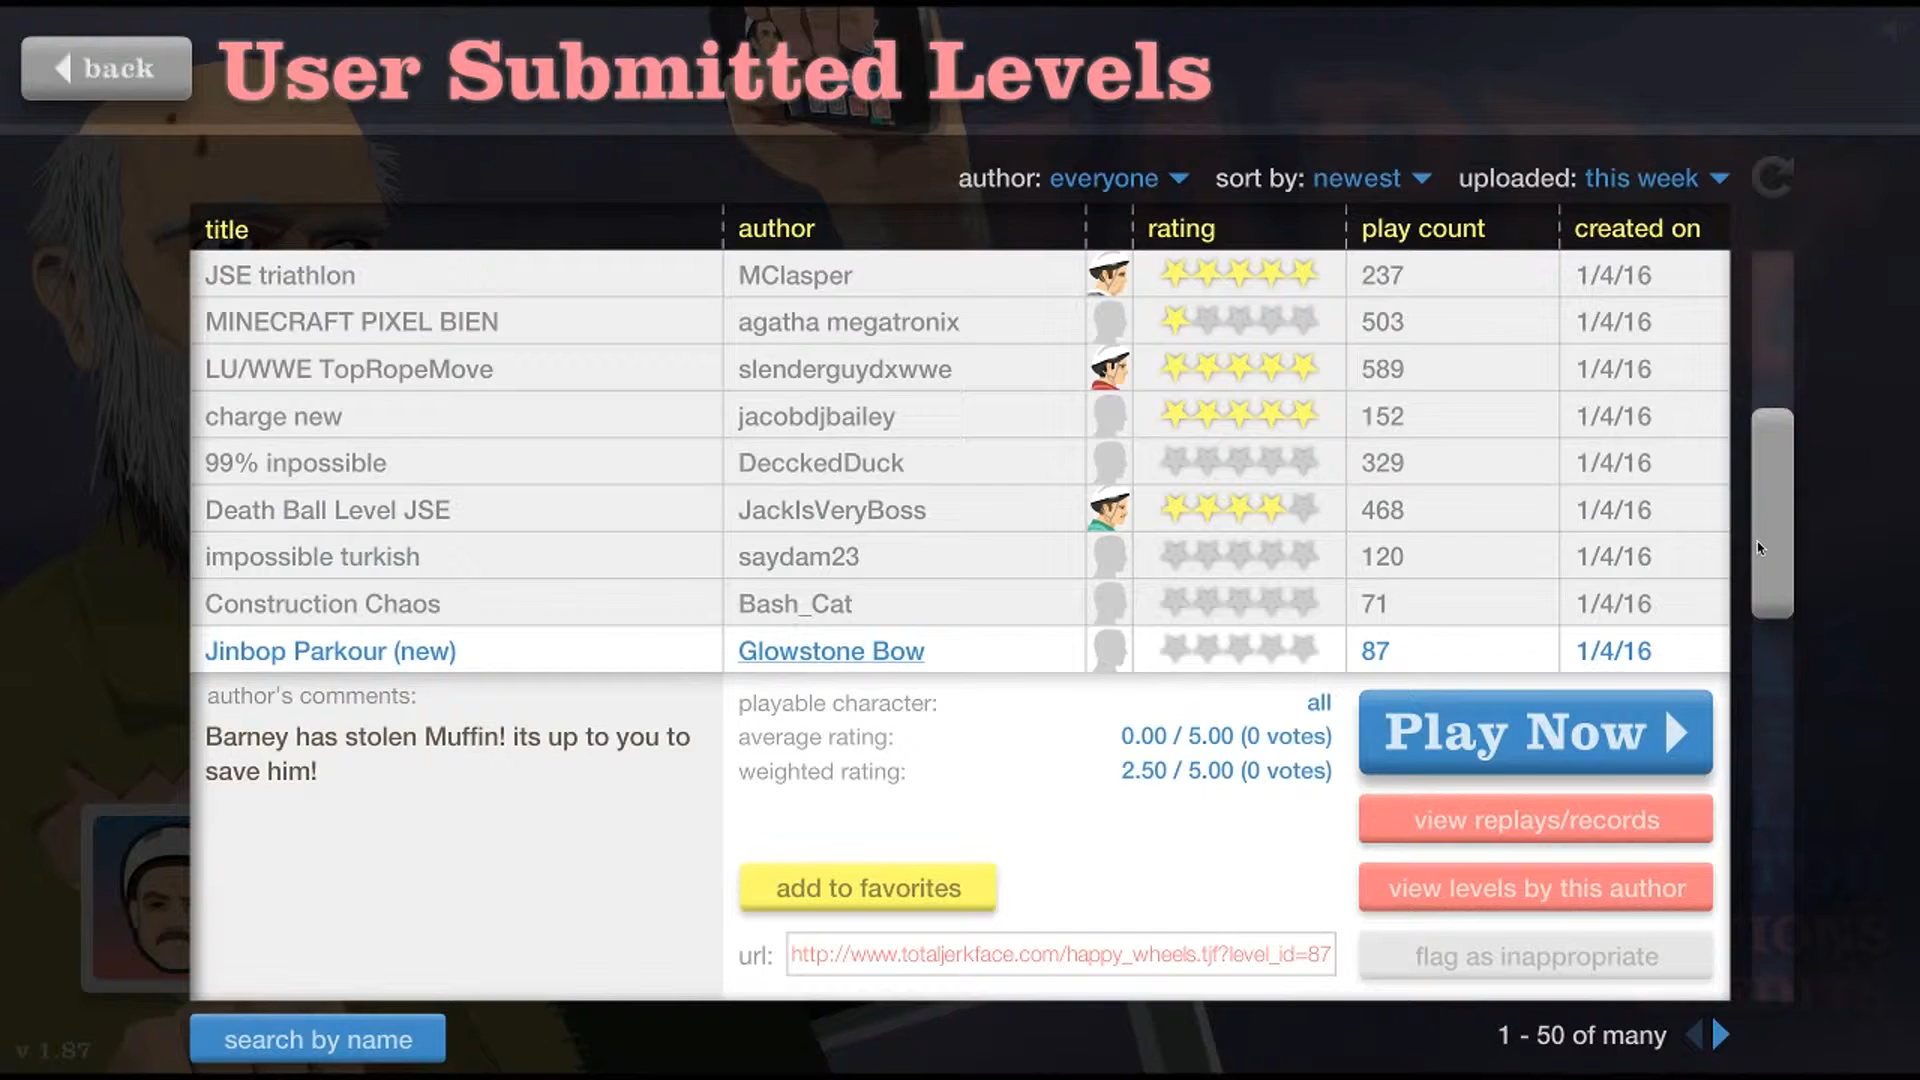 back
User Submitted Levels
author: everyone sort by: newest uploaded: this week
title author rating play count created on
JSE triathlon MClasper 237 1/4/16
MINECRAFT PIXEL BIEN agatha megatronix 503 1/4/16
LU/WWE TopRopeMove slenderguydxwwe 589 1/4/16
charge new jacobdjbailey 152 1/4/16
99% inpossible DecckedDuck 329 1/4/16
Death Ball Level JSE JackIsVeryBoss 468 1/4/16
impossible turkish saydam23 120 1/4/16
Construction Chaos Bash_Cat 71 1/4/16
Jinbop Parkour (new) Glowstone Bow 87 1/4/16
author's comments:
Barney has stolen Muffin! its up to you to
save him!
playable character: all
average rating: 0.00 / 5.00 (0 votes)
weighted rating: 2.50 / 5.00 (0 votes)
add to favorites
url: http://www.totaljerkface.com/happy_wheels.tjf?level_id=87
Play Now
view replays/records
view levels by this author
flag as inappropriate
v 1.87
search by name
1 - 50 of many